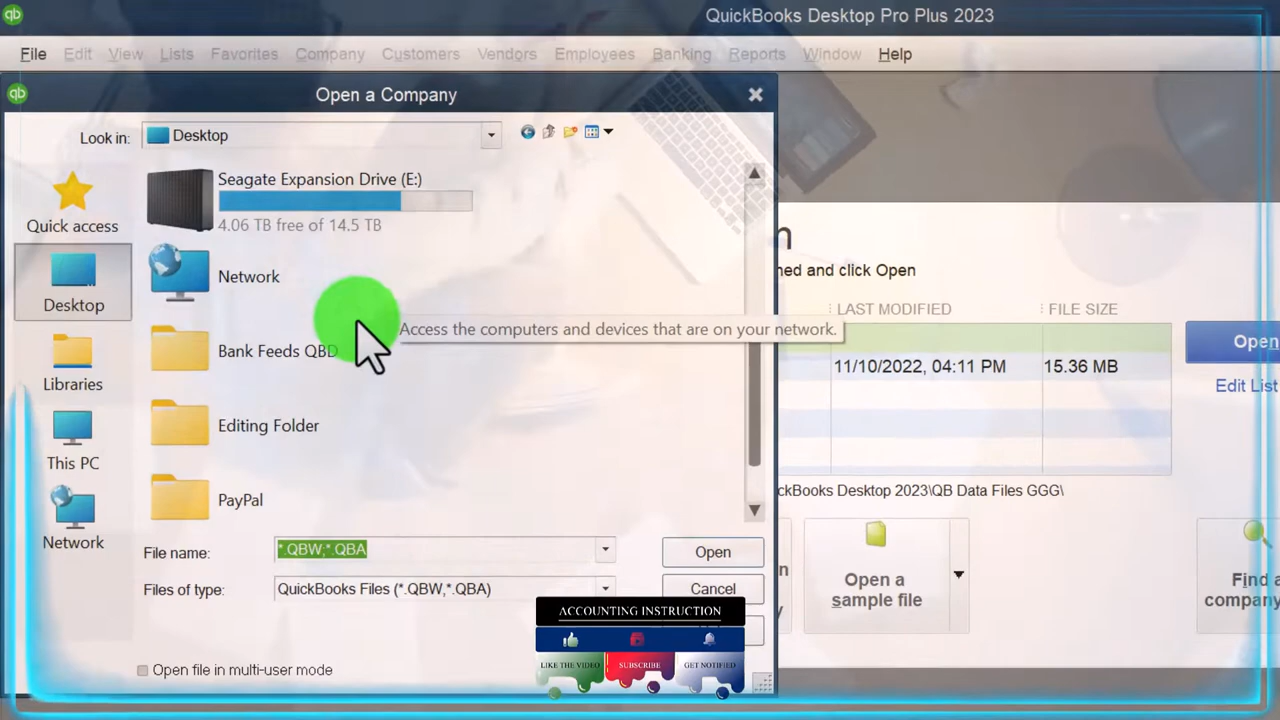 QuickBooks Desktop Pro Plus 2023
File Edit View Lists Favorites Company Customers Vendors Employees Banking Reports Window Help
Open a Company
Look in: Desktop
Seagate Expansion Drive (E:)
4.06 TB free of 14.5 TB
Quick access
Desktop
Libraries
This PC
Network
Network
Access the computers and devices that are on your network.
Bank Feeds QBD
Editing Folder
PayPal
File name: *.QBW;*.QBA
Open
Files of type: QuickBooks Files (*.QBW,*.QBA)
Cancel
Open file in multi-user mode
n
ned and click Open
LAST MODIFIED FILE SIZE
11/10/2022, 04:11 PM 15.36 MB
Open
Edit List
ckBooks Desktop 2023\QB Data Files GGG\
n
y
Open a
sample file
Find a
company
ACCOUNTING INSTRUCTION
LIKE THE VIDEO SUBSCRIBE GET NOTIFIED
qb
qb